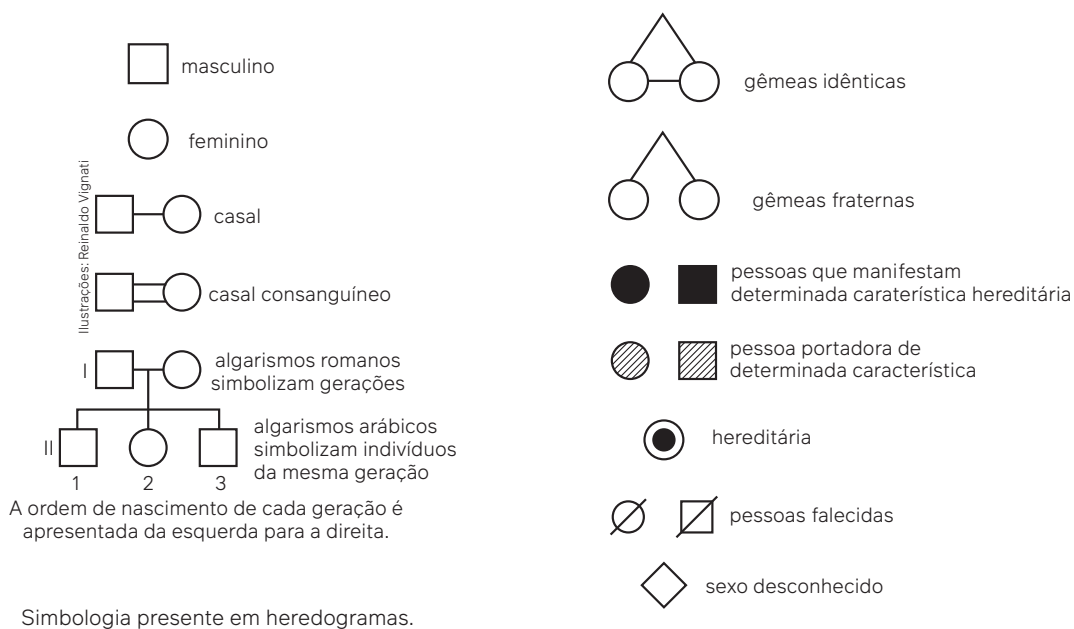 masculino
feminino
Ilustrações: Reinaldo Vignati
casal
casal consanguíneo
I
algarismos romanos
simbolizam gerações
II
1 2 3
algarismos arábicos
simbolizam indivíduos
da mesma geração
A ordem de nascimento de cada geração é
apresentada da esquerda para a direita.
Simbologia presente em heredogramas.
gêmeas idênticas
gêmeas fraternas
pessoas que manifestam
determinada caraterística hereditária
pessoa portadora de
determinada característica
hereditária
pessoas falecidas
sexo desconhecido